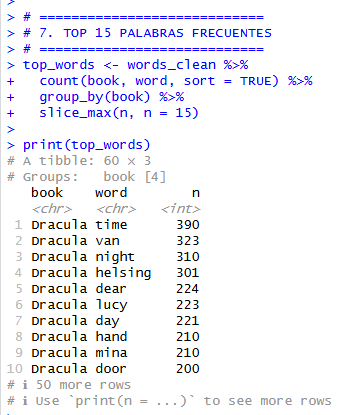 >
> # ============================
> # 7. TOP 15 PALABRAS FRECUENTES
> # ============================
> top_words <- words_clean %>%
+   count(book, word, sort = TRUE) %>%
+   group_by(book) %>%
+   slice_max(n, n = 15)
>
> print(top_words)
# A tibble: 60 × 3
# Groups:   book [4]
   book    word        n
   <chr>   <chr>   <int>
 1 Dracula time      390
 2 Dracula van       323
 3 Dracula night     310
 4 Dracula helsing   301
 5 Dracula dear      224
 6 Dracula lucy      223
 7 Dracula day       221
 8 Dracula hand      210
 9 Dracula mina      210
10 Dracula door      200
# ℹ 50 more rows
# ℹ Use `print(n = ...)` to see more rows